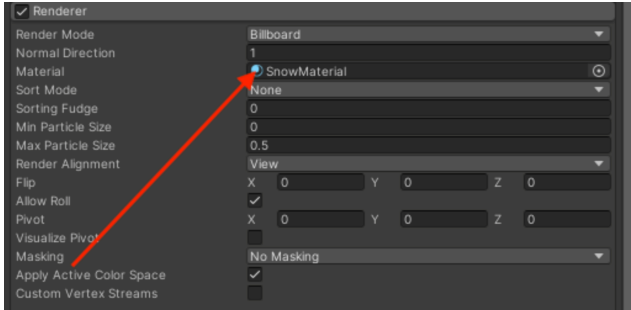 Renderer
Render Mode Billboard
Normal Direction 1
Material SnowMaterial
Sort Mode None
Sorting Fudge 0
Min Particle Size 0
Max Particle Size 0.5
Render Alignment View
Flip X 0 Y 0 Z 0
Allow Roll
Pivot X 0 Y 0 Z 0
Visualize Pivot
Masking No Masking
Apply Active Color Space
Custom Vertex Streams